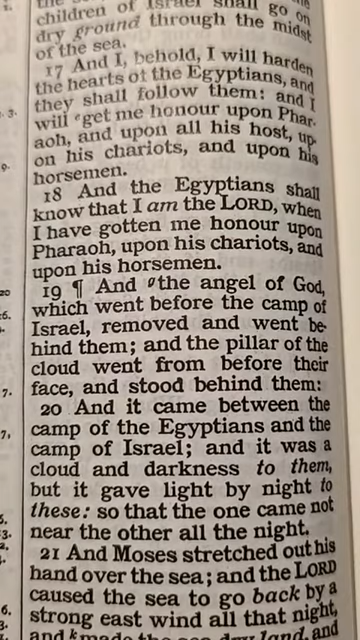 children of Israel shall go on
dry ground through the midst
of the sea.
17 And I, behold, I will harden
the hearts of the Egyptians, and
they shall follow them: and I
will e get me honour upon Phar-
aoh, and upon all his host, up-
on his chariots, and upon his
horsemen.
18 And the Egyptians shall
know that I am the LORD, when
I have gotten me honour upon
Pharaoh, upon his chariots, and
upon his horsemen.
19 ¶ And g the angel of God,
which went before the camp of
Israel, removed and went be-
hind them; and the pillar of the
cloud went from before their
face, and stood behind them:
20 And it came between the
camp of the Egyptians and the
camp of Israel; and it was a
cloud and darkness to them,
but it gave light by night to
these: so that the one came not
near the other all the night.
21 And Moses stretched out his
hand over the sea; and the LORD
caused the sea to go back by a
strong east wind all that night,
and k made the sea dry land, and